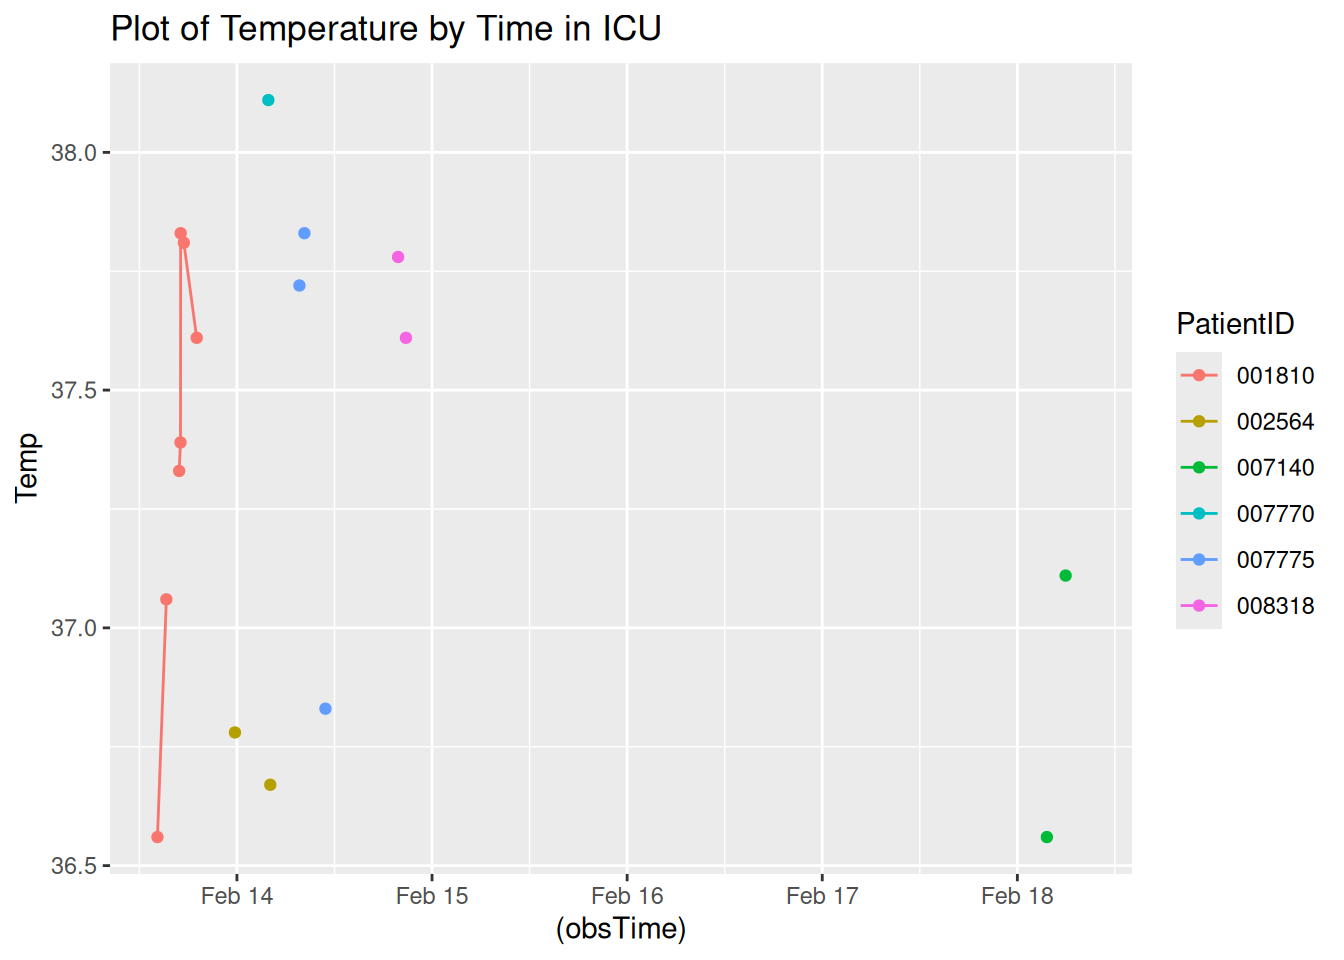 Plot of Temperature by Time in ICU
38.0
37.5
37.0
36.5
Temp
Feb 14
Feb 15
Feb 16
Feb 17
Feb 18
(obsTime)
PatientID
001810
002564
007140
007770
007775
008318